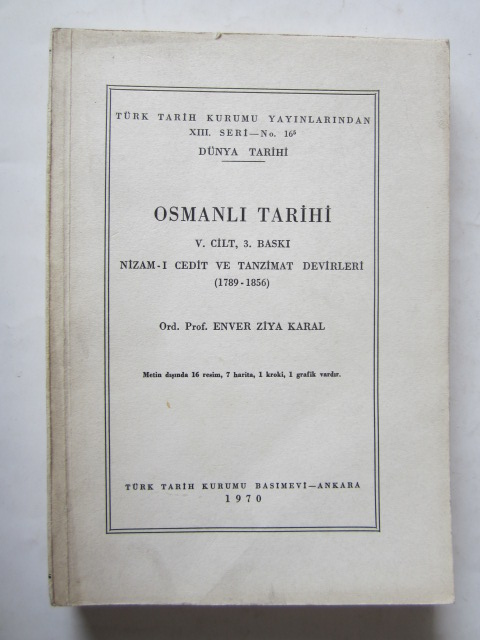 TÜRK TARİH KURUMU YAYINLARINDAN
XIII. SERİ—No. 16⁵
DÜNYA TARİHİ
OSMANLI TARİHİ
V. CİLT, 3. BASKI
NİZAM-I CEDİT VE TANZİMAT DEVİRLERİ
(1789-1856)
Ord. Prof. ENVER ZİYA KARAL
Metin dışında 16 resim, 7 harita, 1 kroki, 1 grafik vardır.
TÜRK TARİH KURUMU BASIMEVİ—ANKARA
1970